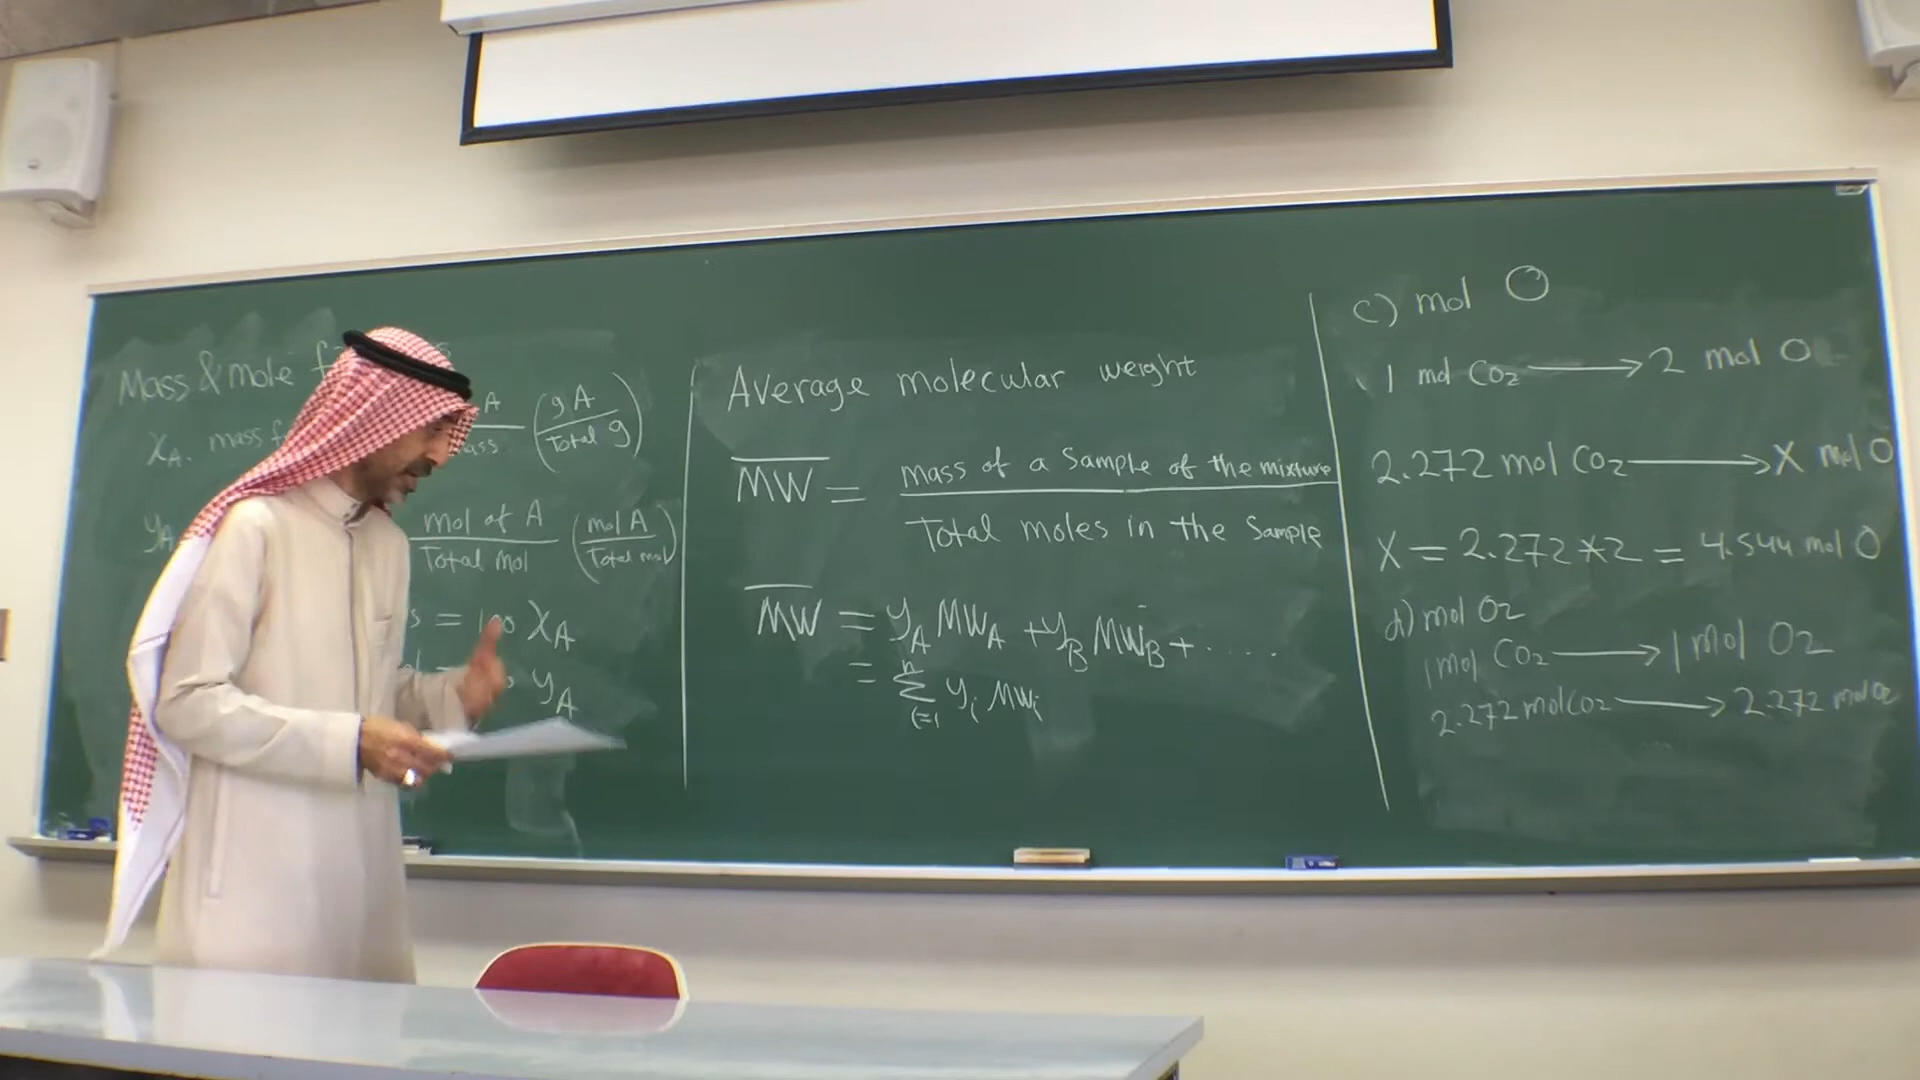 Mass & mole
xA. mass
A
ass
(gA / Total g)
yA
mol of A / Total mol (mol A / Total mol)
s = 100 xA
yA
Average molecular weight
M̅W̅ = Mass of a Sample of the mixture / Total moles in the Sample
M̅W̅ = yA MWA + yB MWB + .....
= Σ(i=1 to n) yi MWi
c) mol O
1 mol CO2 → 2 mol O
2.272 mol CO2 → X mol O
X = 2.272 * 2 = 4.544 mol O
d) mol O2
1 mol CO2 → 1 mol O2
2.272 mol CO2 → 2.272 mol O2